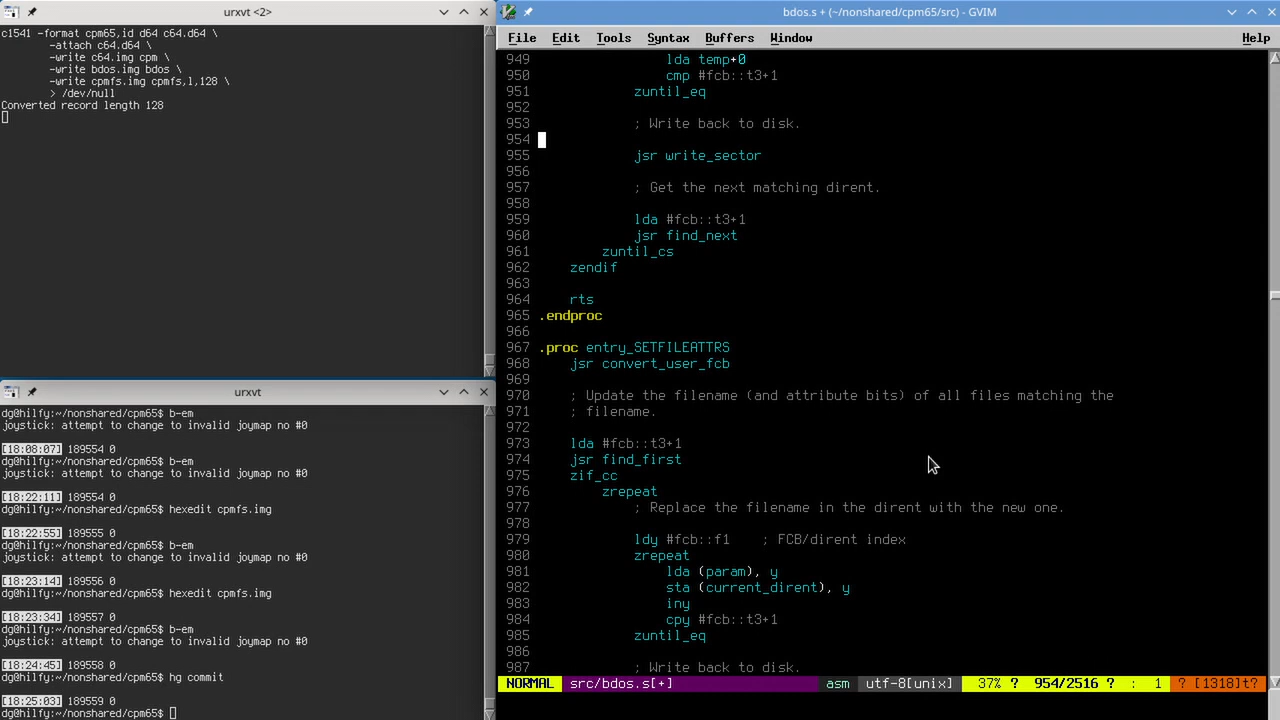 urxvt <2>
c1541 -format cpm65,id d64 c64.d64 \
-attach c64.d64 \
-write c64.img cpm \
-write bdos.img bdos \
-write cpmfs.img cpmfs,l,128 \
> /dev/null
Converted record length 128
urxvt
dg@hilfy:~/nonshared/cpm65$ b-em
joystick: attempt to change to invalid joymap no #0
[18:08:07] 189554 0
dg@hilfy:~/nonshared/cpm65$ b-em
joystick: attempt to change to invalid joymap no #0
[18:22:11] 189554 0
dg@hilfy:~/nonshared/cpm65$ hexedit cpmfs.img
[18:22:55] 189555 0
dg@hilfy:~/nonshared/cpm65$ b-em
joystick: attempt to change to invalid joymap no #0
[18:23:14] 189556 0
dg@hilfy:~/nonshared/cpm65$ hexedit cpmfs.img
[18:23:34] 189557 0
dg@hilfy:~/nonshared/cpm65$ b-em
joystick: attempt to change to invalid joymap no #0
[18:24:45] 189558 0
dg@hilfy:~/nonshared/cpm65$ hg commit
[18:25:03] 189559 0
dg@hilfy:~/nonshared/cpm65$
bdos.s + (~/nonshared/cpm65/src) - GVIM
File Edit Tools Syntax Buffers Window Help
949 lda temp+0
950 cmp #fcb::t3+1
951 zuntil_eq
952
953 ; Write back to disk.
954
955 jsr write_sector
956
957 ; Get the next matching dirent.
958
959 lda #fcb::t3+1
960 jsr find_next
961 zuntil_cs
962 zendif
963
964 rts
965 .endproc
966
967 .proc entry_SETFILEATTRS
968 jsr convert_user_fcb
969
970 ; Update the filename (and attribute bits) of all files matching the
971 ; filename.
972
973 lda #fcb::t3+1
974 jsr find_first
975 zif_cc
976 zrepeat
977 ; Replace the filename in the dirent with the new one.
978
979 ldy #fcb::f1 ; FCB/dirent index
980 zrepeat
981 lda (param), y
982 sta (current_dirent), y
983 iny
984 cpy #fcb::t3+1
985 zuntil_eq
986
987 ; Write back to disk.
NORMAL src/bdos.s[+] asm utf-8[unix] 37% ? 954/2516 ? : 1 ? [1318]t?